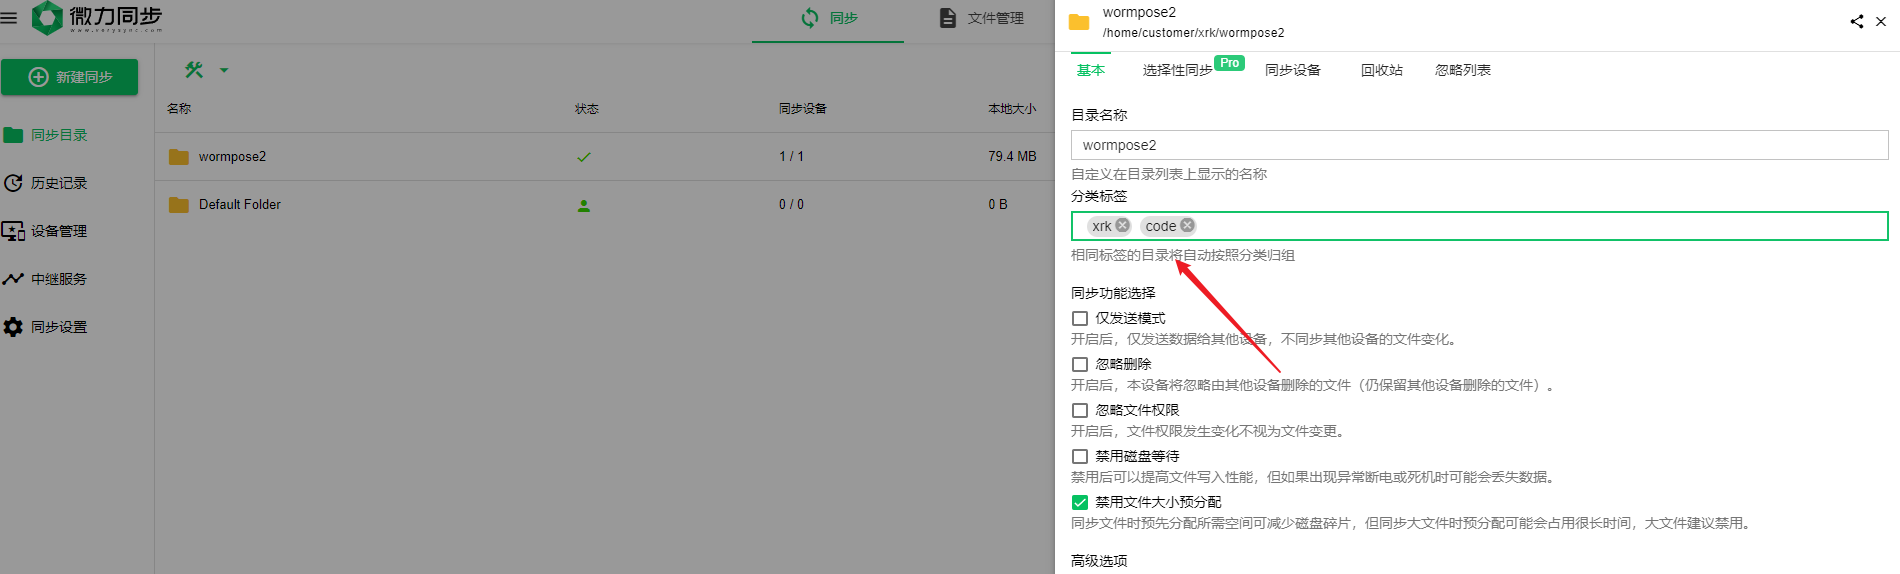 微力同步
www.verysync.com
同步
文件管理
新建同步
同步目录
历史记录
设备管理
中继服务
同步设置
名称
状态
同步设备
本地大小
wormpose2
1 / 1
79.4 MB
Default Folder
0 / 0
0 B
wormpose2
/home/customer/xrk/wormpose2
基本
选择性同步
Pro
同步设备
回收站
忽略列表
目录名称
wormpose2
自定义在目录列表上显示的名称
分类标签
xrk
code
相同标签的目录将自动按照分类归组
同步功能选择
仅发送模式
开启后，仅发送数据给其他设备，不同步其他设备的文件变化。
忽略删除
开启后，本设备将忽略由其他设备删除的文件（仍保留其他设备删除的文件）。
忽略文件权限
开启后，文件权限发生变化不视为文件变更。
禁用磁盘等待
禁用后可以提高文件写入性能，但如果出现异常断电或死机时可能会丢失数据。
禁用文件大小预分配
同步文件时预先分配所需空间可减少磁盘碎片，但同步大文件时预分配可能会占用很长时间，大文件建议禁用。
高级选项